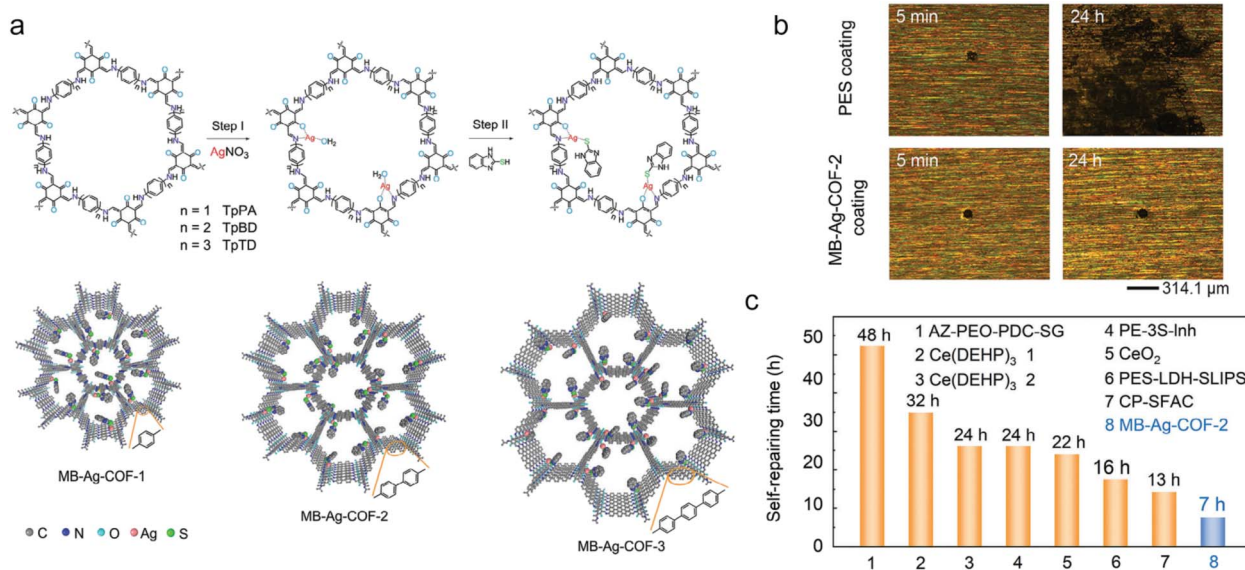 a
Step I
AgNO₃
n = 1 TpPA
n = 2 TpBD
n = 3 TpTD
Step II
MB-Ag-COF-1
MB-Ag-COF-2
MB-Ag-COF-3
C N O Ag S
b
PES coating
5 min
24 h
MB-Ag-COF-2
coating
5 min
24 h
314.1 μm
c
Self-repairing time (h)
50
40
30
20
10
0
48 h
32 h
24 h
24 h
22 h
16 h
13 h
7 h
1 AZ-PEO-PDC-SG
2 Ce(DEHP)₃ 1
3 Ce(DEHP)₃ 2
4 PE-3S-Inh
5 CeO₂
6 PES-LDH-SLIPS
7 CP-SFAC
8 MB-Ag-COF-2
1 2 3 4 5 6 7 8